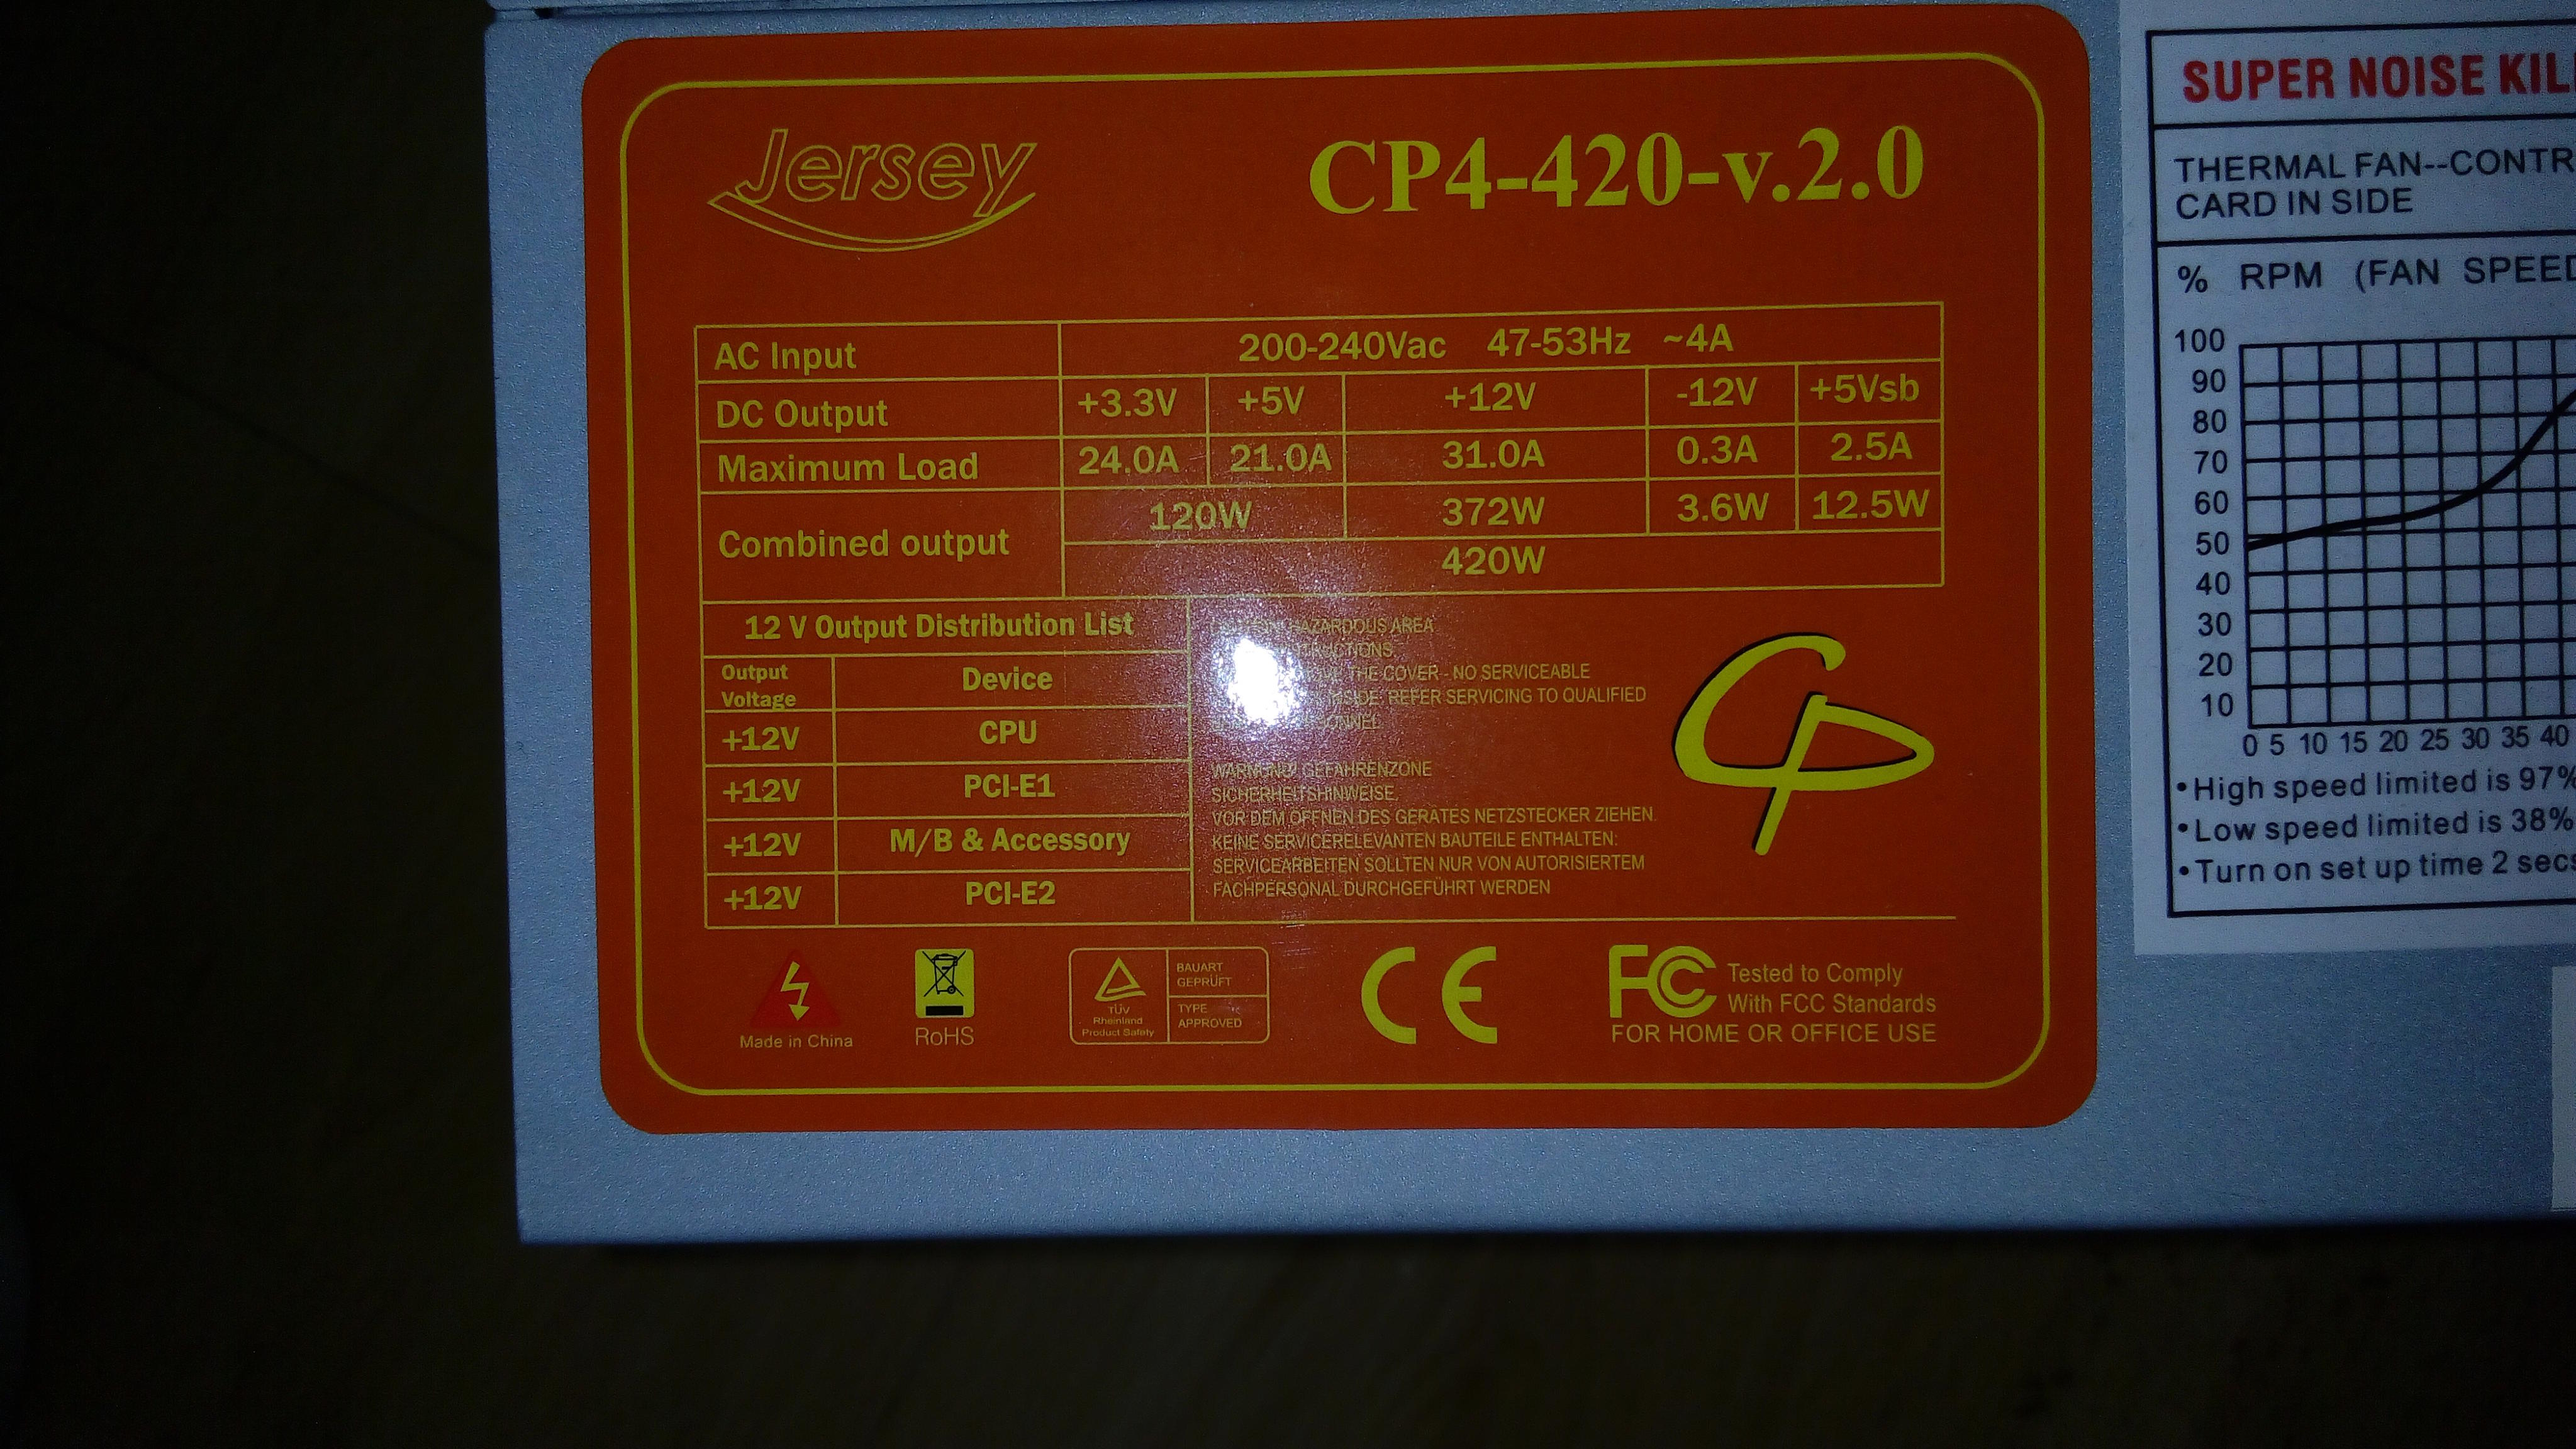 Jersey
CP4-420-v.2.0
AC Input 200-240Vac 47-53Hz ~4A
DC Output +3.3V +5V +12V -12V +5Vsb
Maximum Load 24.0A 21.0A 31.0A 0.3A 2.5A
Combined output 120W 372W 3.6W 12.5W
420W
12 V Output Distribution List
Output Voltage Device
+12V CPU
+12V PCI-E1
+12V M/B & Accessory
+12V PCI-E2
HAZARDOUS AREA
THE COVER - NO SERVICEABLE
REFER SERVICING TO QUALIFIED
WARNUNG! GEFAHRENZONE
SICHERHEITSHINWEISE.
VOR DEM OFFNEN DES GERATES NETZSTECKER ZIEHEN.
KEINE SERVICERELEVANTEN BAUTEILE ENTHALTEN:
SERVICEARBEITEN SOLLTEN NUR VON AUTORISIERTEM
FACHPERSONAL DURCHGEFÜHRT WERDEN
CP
Made in China
RoHS
TÜV
Rheinland
Product Safety
BAUART
GEPRÜFT
TYPE
APPROVED
CE
FC Tested to Comply
With FCC Standards
FOR HOME OR OFFICE USE
SUPER NOISE
THERMAL FAN--CONTR
CARD IN SIDE
% RPM (FAN SPEED
100
90
80
70
60
50
40
30
20
10
0 5 10 15 20 25 30 35 40
•High speed limited is 97%
•Low speed limited is 38%
•Turn on set up time 2 secs